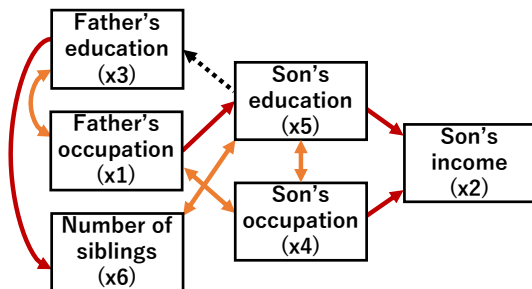 Father's
education
(x3)
Father's
occupation
(x1)
Number of
siblings
(x6)
Son's
education
(x5)
Son's
occupation
(x4)
Son's
income
(x2)